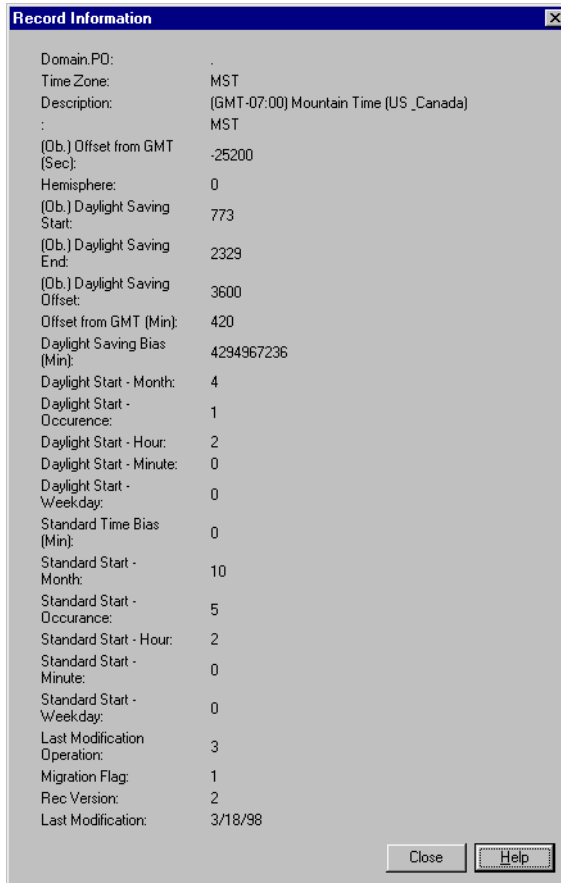 Record Information
Domain.PO: .
Time Zone: MST
Description: (GMT-07:00) Mountain Time (US _Canada)
: MST
(Ob.) Offset from GMT
(Sec): -25200
Hemisphere: 0
(Ob.) Daylight Saving
Start: 773
(Ob.) Daylight Saving
End: 2329
(Ob.) Daylight Saving
Offset: 3600
Offset from GMT (Min): 420
Daylight Saving Bias
(Min): 4294967236
Daylight Start - Month: 4
Daylight Start -
Occurence: 1
Daylight Start - Hour: 2
Daylight Start - Minute: 0
Daylight Start -
Weekday: 0
Standard Time Bias
(Min): 0
Standard Start -
Month: 10
Standard Start -
Occurance: 5
Standard Start - Hour: 2
Standard Start -
Minute: 0
Standard Start -
Weekday: 0
Last Modification
Operation: 3
Migration Flag: 1
Rec Version: 2
Last Modification: 3/18/98
Close Help